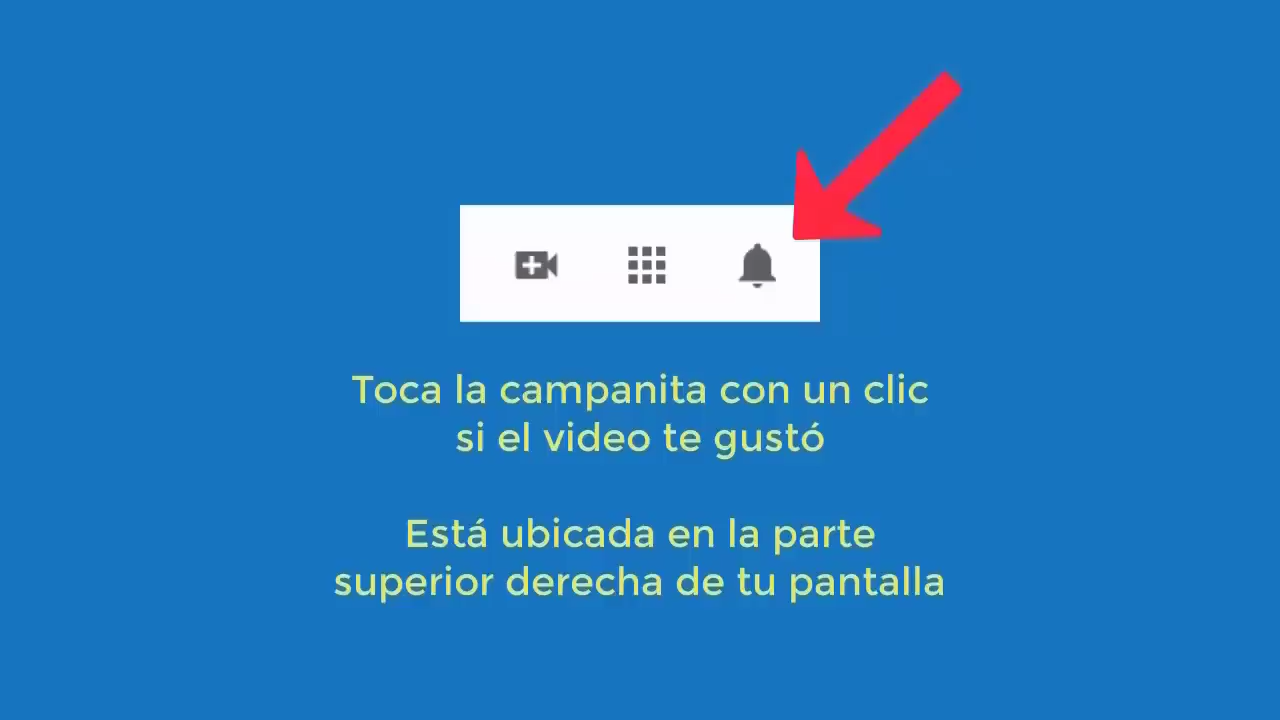 Toca la campanita con un clic
si el video te gustó
Está ubicada en la parte
superior derecha de tu pantalla